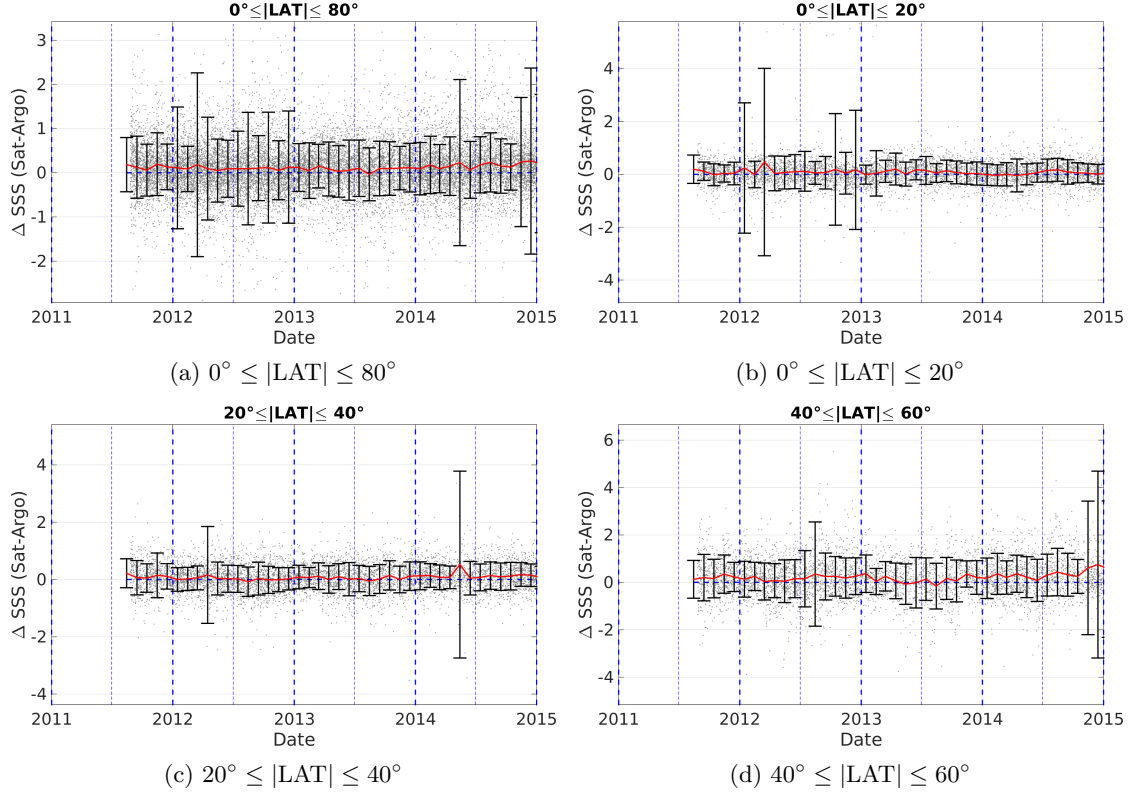 0°≤|LAT|≤ 80°
3
2
1
0
-1
-2
Δ SSS (Sat-Argo)
2011 2012 2013 2014 2015
Date
(a) 0° ≤ |LAT| ≤ 80°
0°≤|LAT|≤ 20°
4
2
0
-2
-4
Δ SSS (Sat-Argo)
2011 2012 2013 2014 2015
Date
(b) 0° ≤ |LAT| ≤ 20°
20°≤|LAT|≤ 40°
4
2
0
-2
-4
Δ SSS (Sat-Argo)
2011 2012 2013 2014 2015
Date
(c) 20° ≤ |LAT| ≤ 40°
40°≤|LAT|≤ 60°
6
4
2
0
-2
-4
Δ SSS (Sat-Argo)
2011 2012 2013 2014 2015
Date
(d) 40° ≤ |LAT| ≤ 60°